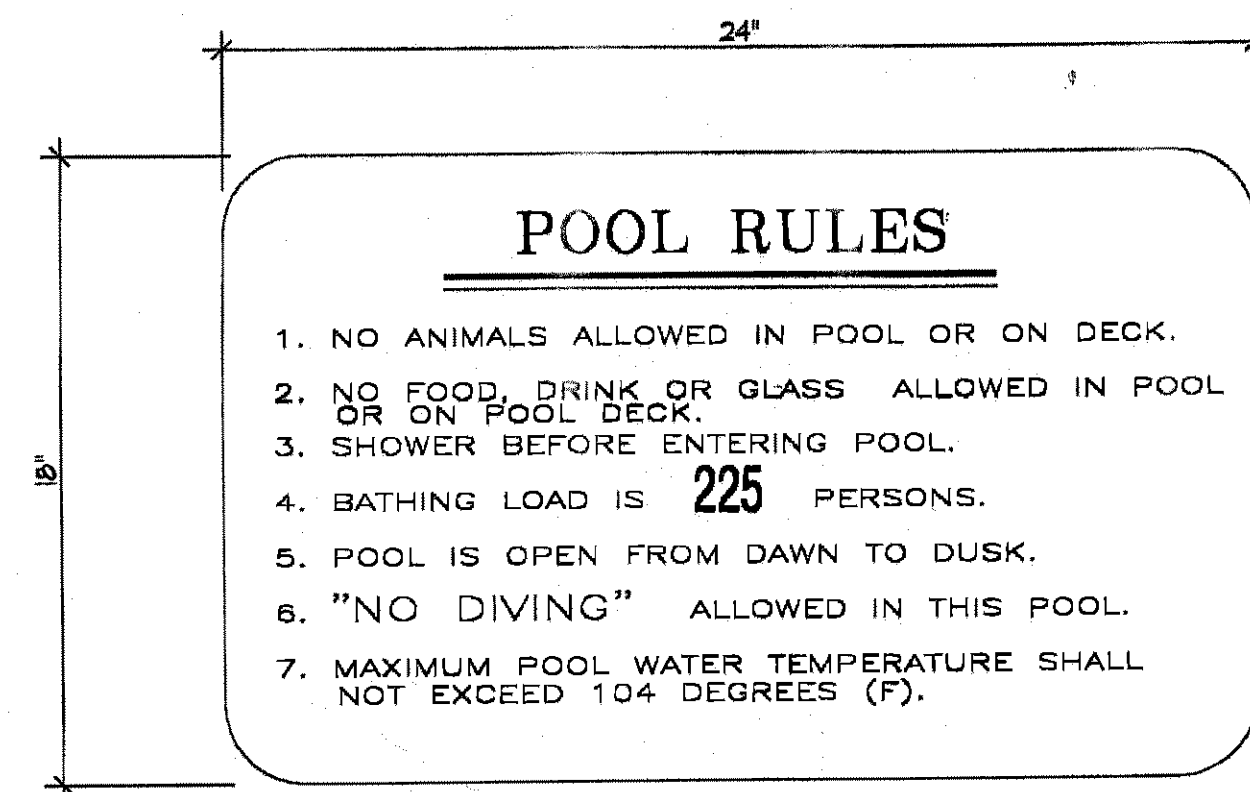 24"
18"
POOL RULES
1. NO ANIMALS ALLOWED IN POOL OR ON DECK.
2. NO FOOD, DRINK OR GLASS ALLOWED IN POOL
OR ON POOL DECK.
3. SHOWER BEFORE ENTERING POOL.
4. BATHING LOAD IS 225 PERSONS.
5. POOL IS OPEN FROM DAWN TO DUSK.
6. "NO DIVING" ALLOWED IN THIS POOL.
7. MAXIMUM POOL WATER TEMPERATURE SHALL
NOT EXCEED 104 DEGREES (F).